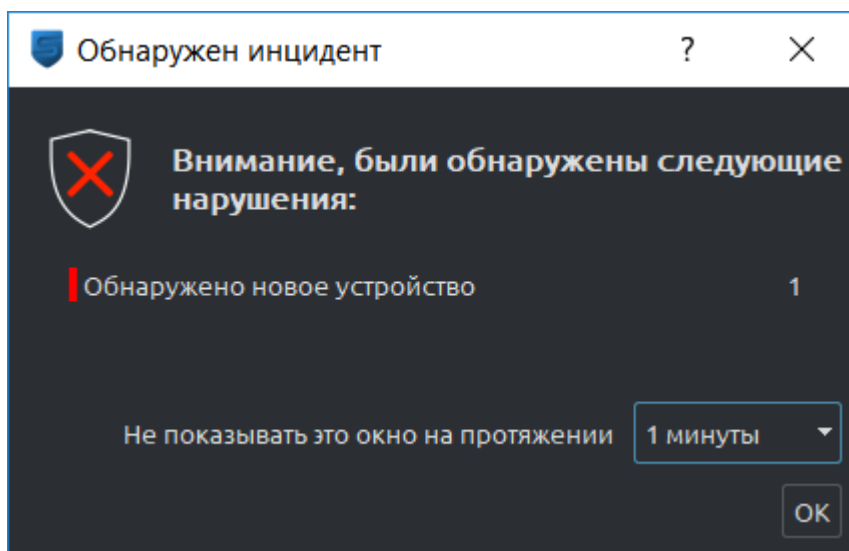 Обнаружен инцидент ?
Внимание, были обнаружены следующие
нарушения:
Обнаружено новое устройство 1
Не показывать это окно на протяжении 1 минуты
OK